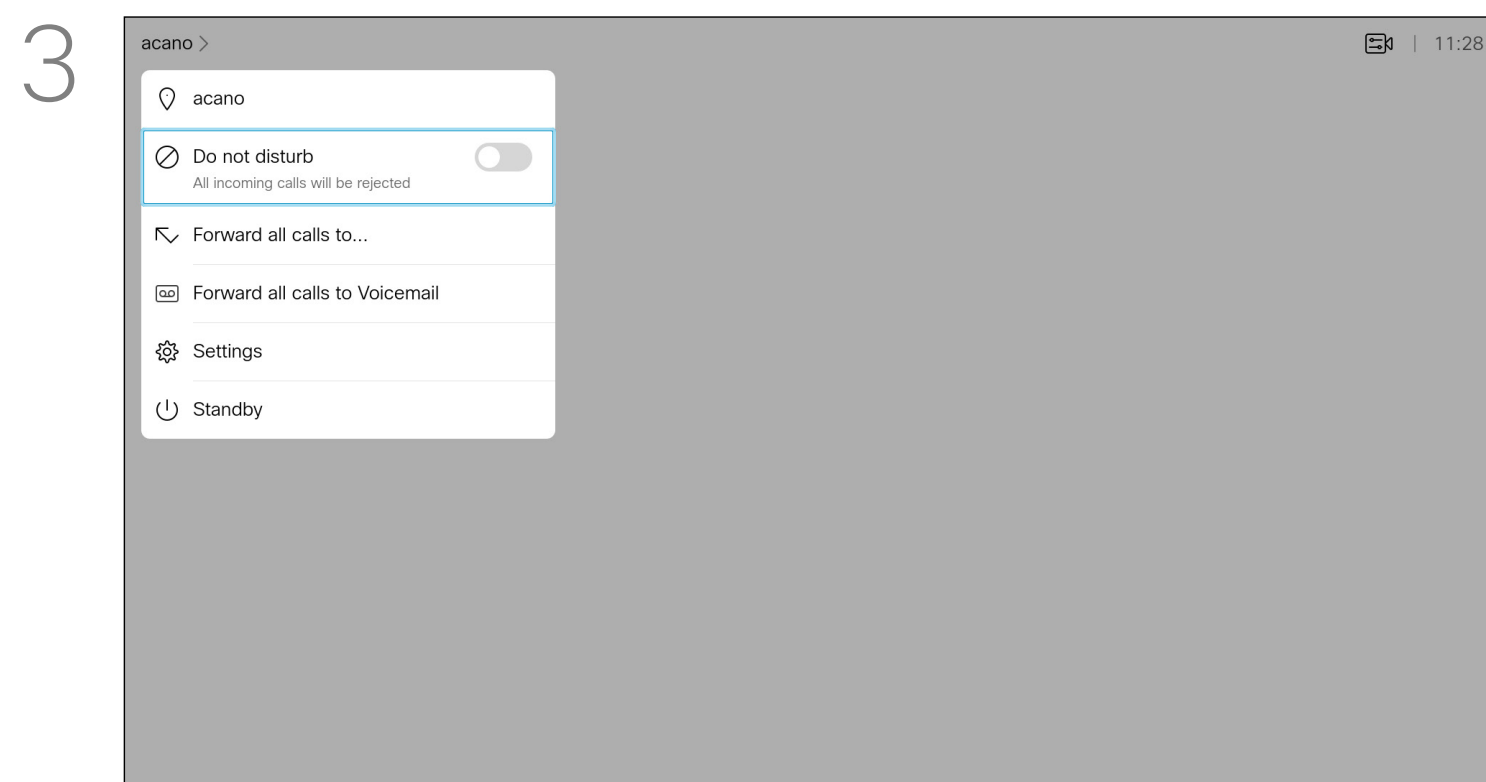 3
acano
11:28
acano
Do not disturb
All incoming calls will be rejected
Forward all calls to...
Forward all calls to Voicemail
Settings
Standby